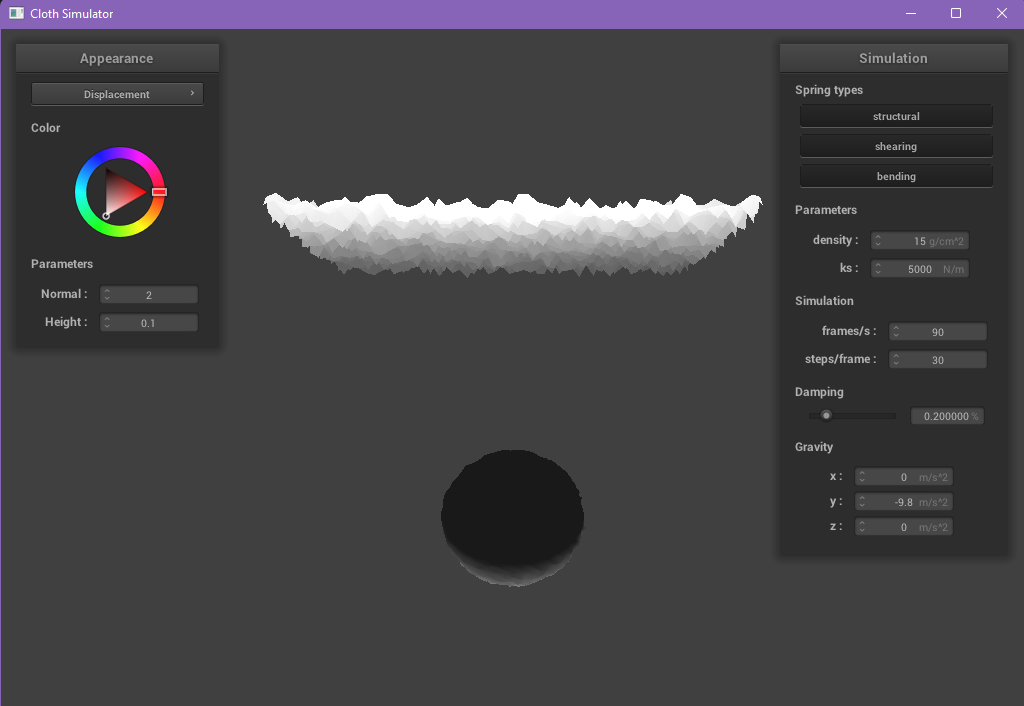 Cloth Simulator
Appearance
Displacement
Color
Parameters
Normal : 2
Height : 0.1
Simulation
Spring types
structural
shearing
bending
Parameters
density : 15 g/cm^2
ks : 5000 N/m
Simulation
frames/s : 90
steps/frame : 30
Damping
0.200000 %
Gravity
x : 0 m/s^2
y : -9.8 m/s^2
z : 0 m/s^2